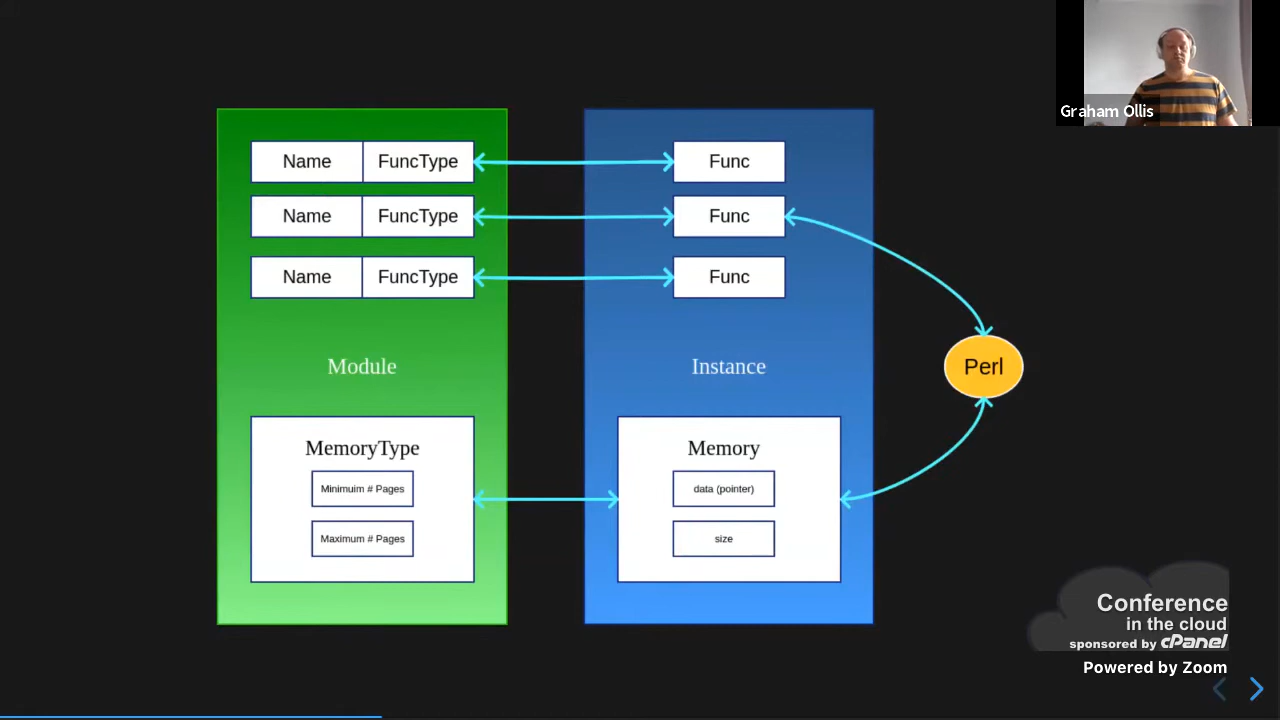 Graham Ollis
Name FuncType Func
Name FuncType Func
Name FuncType Func
Module Instance
Perl
MemoryType
Minimuim # Pages
Maximum # Pages
Memory
data (pointer)
size
Conference
in the cloud
sponsored by cPanel
Powered by Zoom